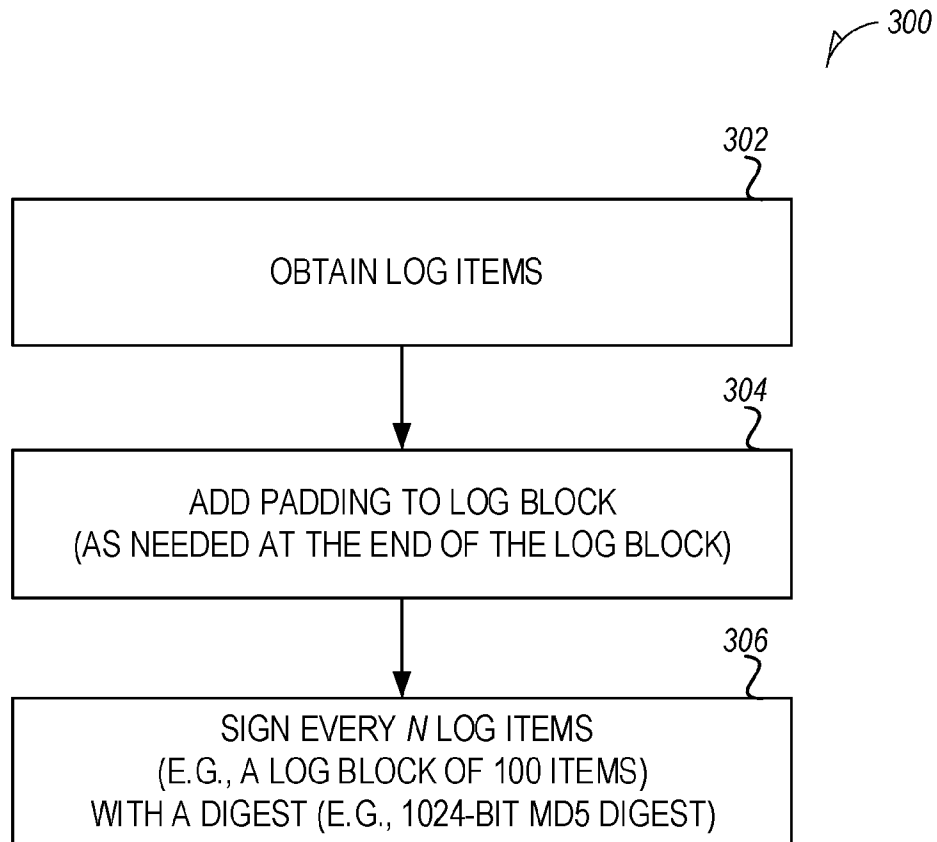 300
302
OBTAIN LOG ITEMS
304
ADD PADDING TO LOG BLOCK
(AS NEEDED AT THE END OF THE LOG BLOCK)
306
SIGN EVERY N LOG ITEMS
(E.G., A LOG BLOCK OF 100 ITEMS)
WITH A DIGEST (E.G., 1024-BIT MD5 DIGEST)